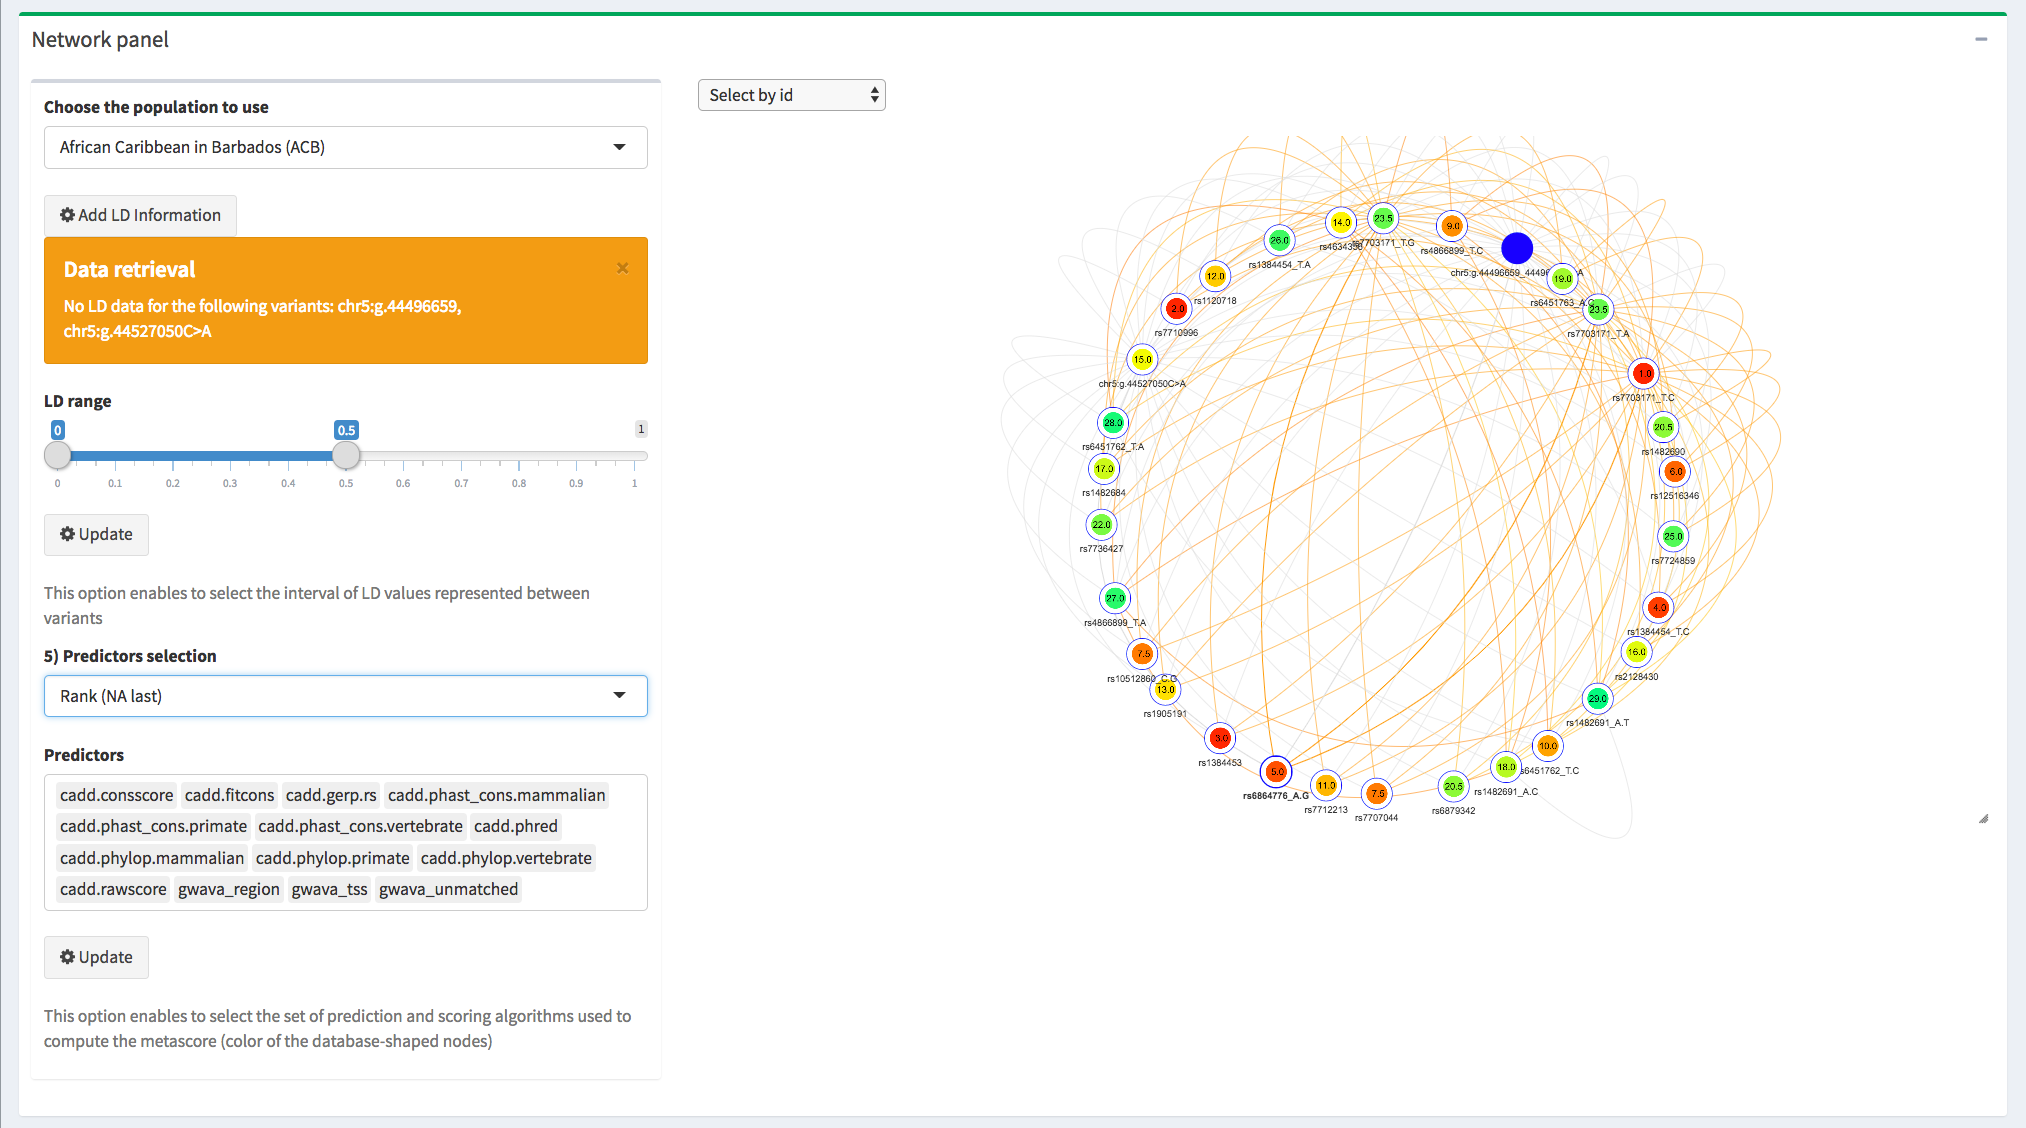 Network panel
Choose the population to use
African Caribbean in Barbados (ACB)
Add LD Information
Data retrieval
No LD data for the following variants: chr5:g.44496659,
chr5:g.44527050C>A
LD range
0
0.5
1
0 0.1 0.2 0.3 0.4 0.5 0.6 0.7 0.8 0.9 1
Update
This option enables to select the interval of LD values represented between
variants
5) Predictors selection
Rank (NA last)
Predictors
cadd.consscore cadd.fitcons cadd.gerp.rs cadd.phast_cons.mammalian
cadd.phast_cons.primate cadd.phast_cons.vertebrate cadd.phred
cadd.phylop.mammalian cadd.phylop.primate cadd.phylop.vertebrate
cadd.rawscore gwava_region gwava_tss gwava_unmatched
Update
This option enables to select the set of prediction and scoring algorithms used to
compute the metascore (color of the database-shaped nodes)
Select by id
14.0
23.5
rs7703171_T.G
9.0
rs4866899_T.C
26.0
rs1384454_T.A
12.0
rs1120718
2.0
rs7710996
15.0
chr5:g.44527050C>A
28.0
rs6451762_T.A
17.0
rs1482684
22.0
rs7736427
27.0
rs4866899_T.A
7.5
rs10512860_C.G
13.0
rs1905191
3.0
rs1384453
5.0
rs6864776_A.G
11.0
rs7712213
7.5
rs7707044
20.5
rs6879342
18.0
rs1482691_A.C
10.0
s6451762_T.C
29.0
rs1482691_A.T
16.0
rs2128430
4.0
rs1384454_T.C
25.0
rs7724859
6.0
rs12516346
20.5
rs1482690
1.0
rs7703171_T.C
23.5
rs7703171_T.A
19.0
rs6451763_A.C